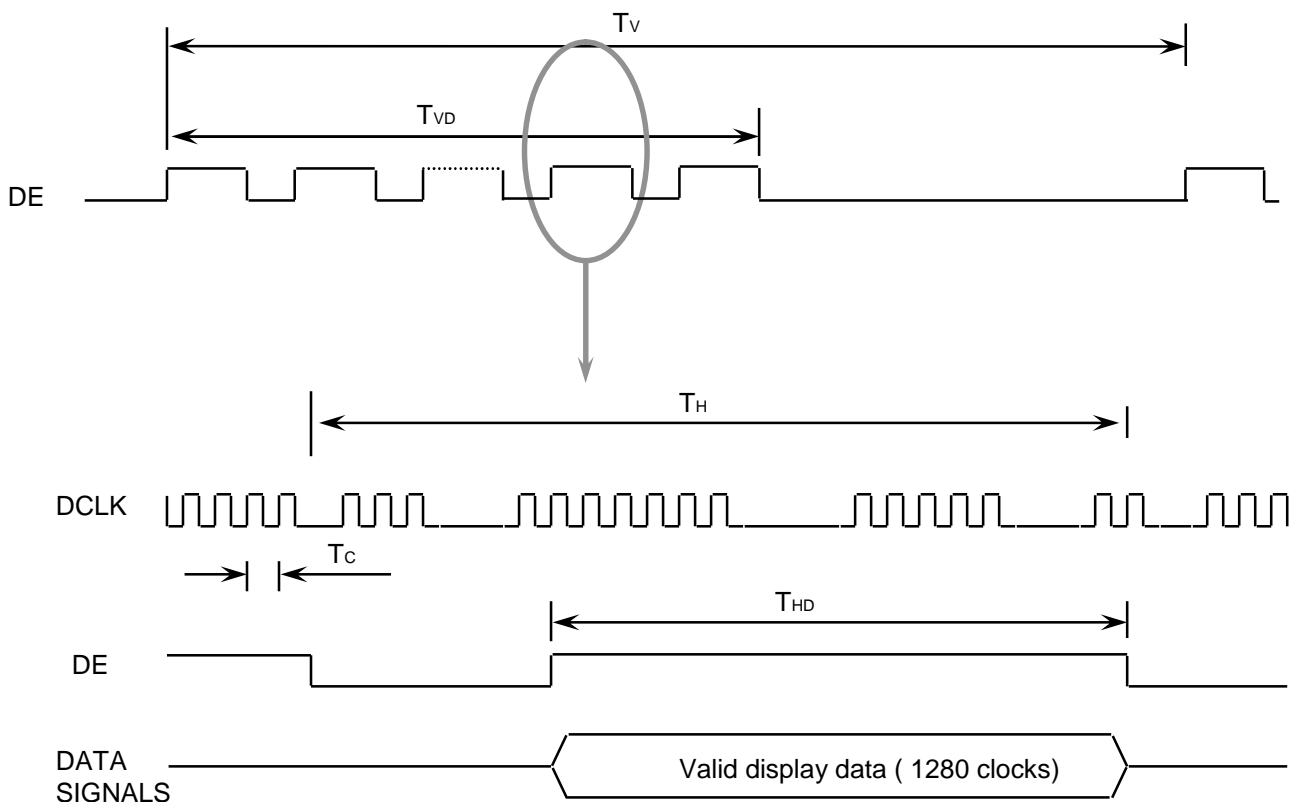 TV
TVD
DE
TH
DCLK
TC
THD
DE
DATA
SIGNALS
Valid display data ( 1280 clocks)